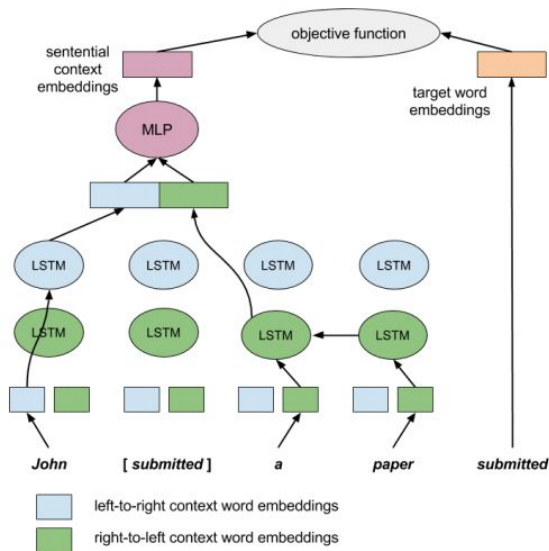 objective function
sentential
context
embeddings
target word
embeddings
MLP
LSTM LSTM LSTM LSTM
LSTM LSTM LSTM LSTM
John [ submitted ] a paper submitted
left-to-right context word embeddings
right-to-left context word embeddings